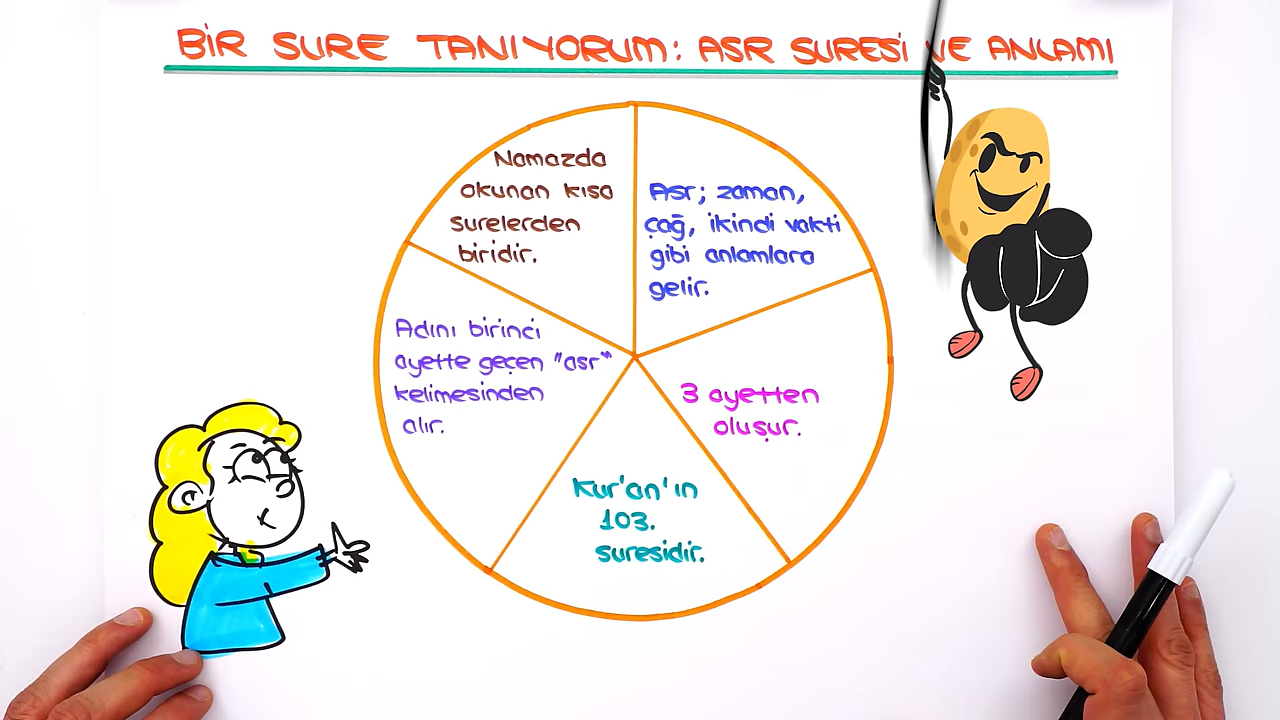 BİR SURE TANIYORUM: ASR SURESİ VE ANLAMI
Namazda
okunan kısa
surelerden
biridir.
Asr; zaman,
çağ, ikindi vakti
gibi anlamlara
gelir.
Adını birinci
ayette geçen "asr"
kelimesinden
alır.
3 ayetten
oluşur.
Kur'an'ın
103.
suresidir.